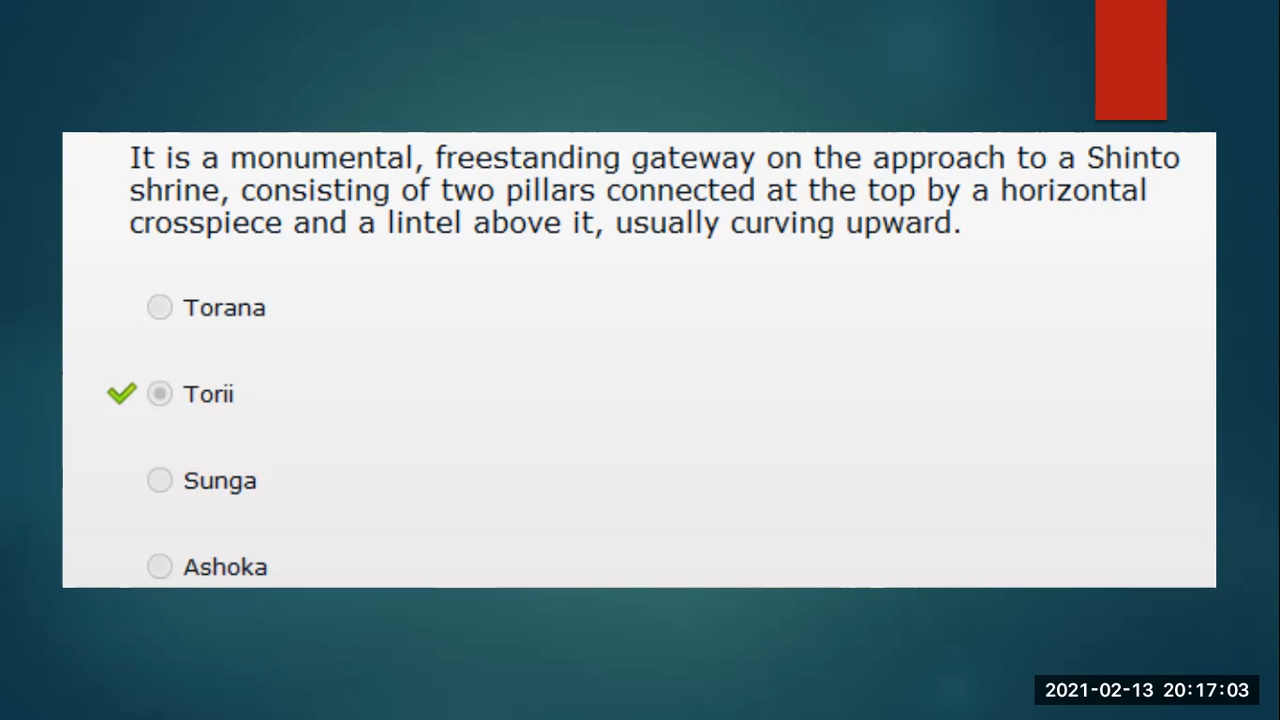 It is a monumental, freestanding gateway on the approach to a Shinto
shrine, consisting of two pillars connected at the top by a horizontal
crosspiece and a lintel above it, usually curving upward.
Torana
Torii
Sunga
Ashoka
2021-02-13 20:17:03